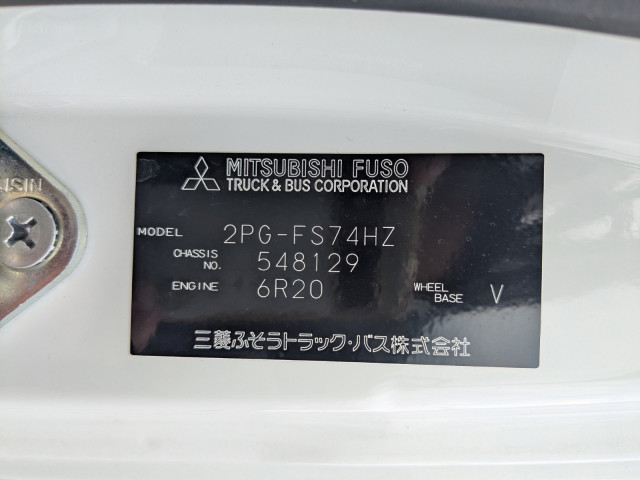 MITSUBISHI FUSO
TRUCK & BUS CORPORATION
MODEL 2PG-FS74HZ
CHASSIS NO. 548129
ENGINE 6R20 WHEEL BASE V
三菱ふそうトラック・バス株式会社
AISIN